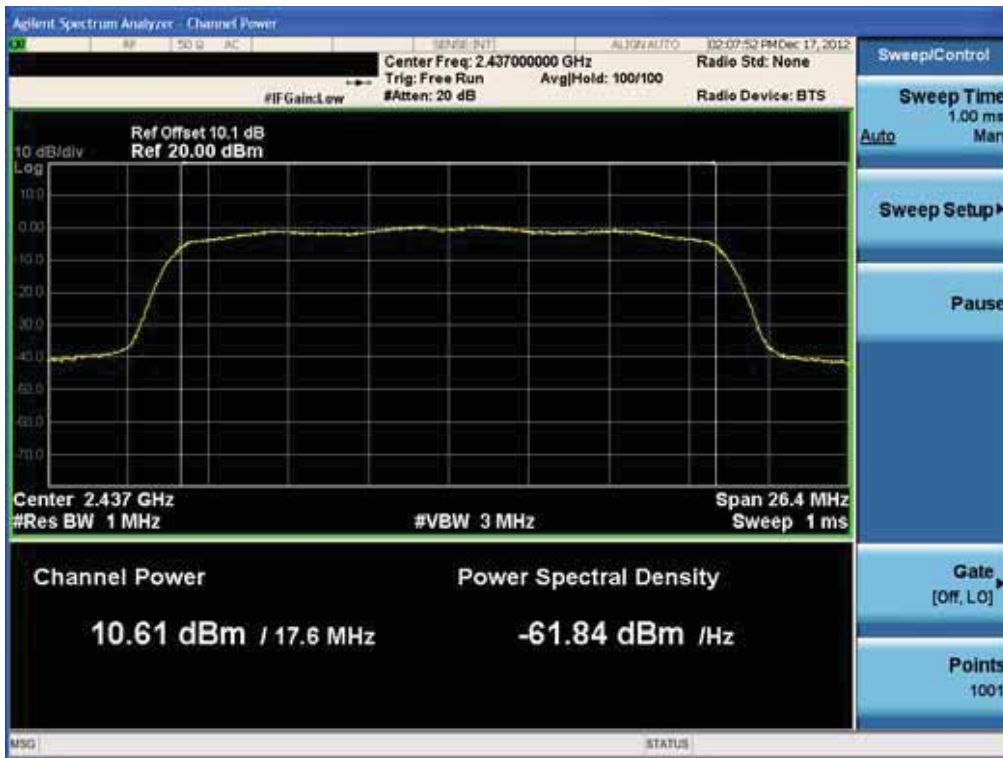 Agilent Spectrum Analyzer - Channel Power
RF 50 Ω AC SENSE:INT ALIGN AUTO 02:07:52 PM Dec 17, 2012
Center Freq: 2.437000000 GHz Radio Std: None
Trig: Free Run Avg|Hold: 100/100
#IFGain:Low #Atten: 20 dB Radio Device: BTS
Ref Offset 10.1 dB
10 dB/div Ref 20.00 dBm
Log
10.0
0.00
-10.0
-20.0
-30.0
-40.0
-50.0
-60.0
-70.0
Center 2.437 GHz Span 26.4 MHz
#Res BW 1 MHz #VBW 3 MHz Sweep 1 ms
Channel Power Power Spectral Density
10.61 dBm / 17.6 MHz -61.84 dBm /Hz
MSG STATUS
Sweep/Control
Sweep Time
1.00 ms
Auto Man
Sweep Setup
Pause
Gate
[Off, LO]
Points
1001